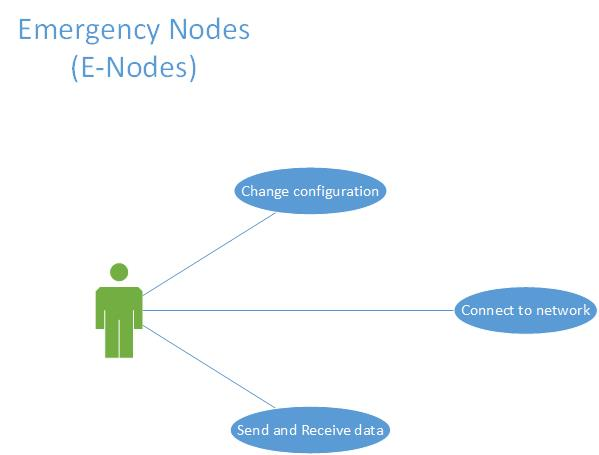 Emergency Nodes
(E-Nodes)
Change configuration
Connect to network
Send and Receive data